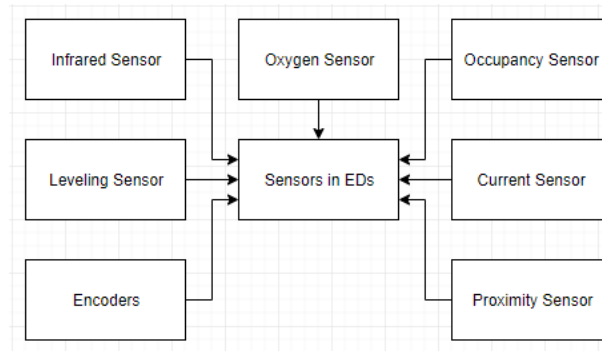 Infrared Sensor
Oxygen Sensor
Occupancy Sensor
Leveling Sensor
Sensors in EDs
Current Sensor
Encoders
Proximity Sensor